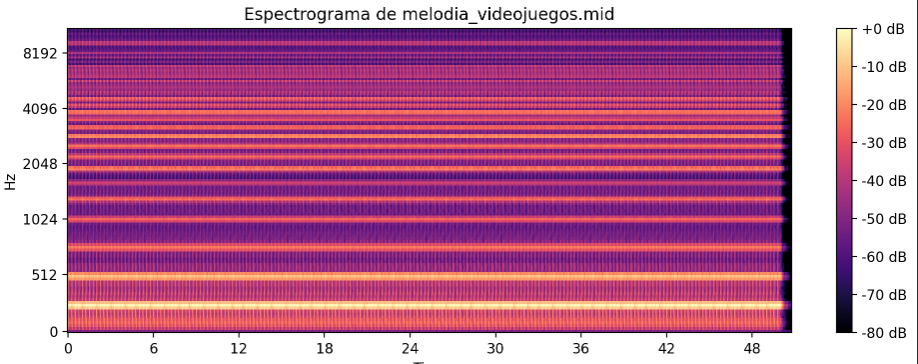 Espectrograma de melodia_videojuegos.mid
8192
4096
2048
1024
512
0
Hz
0 6 12 18 24 30 36 42 48
+0 dB
-10 dB
-20 dB
-30 dB
-40 dB
-50 dB
-60 dB
-70 dB
-80 dB